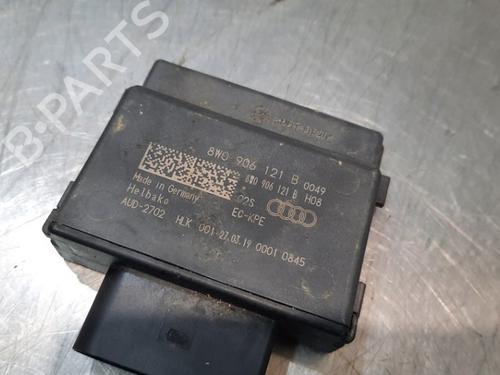 B-PARTS
8W0 906 121 B 0049
8W0 906 121 B H08
Made in Germany 02S
Helbako EC-KPE
AUD-2702 HLK 001-27.03.19 0001 0845